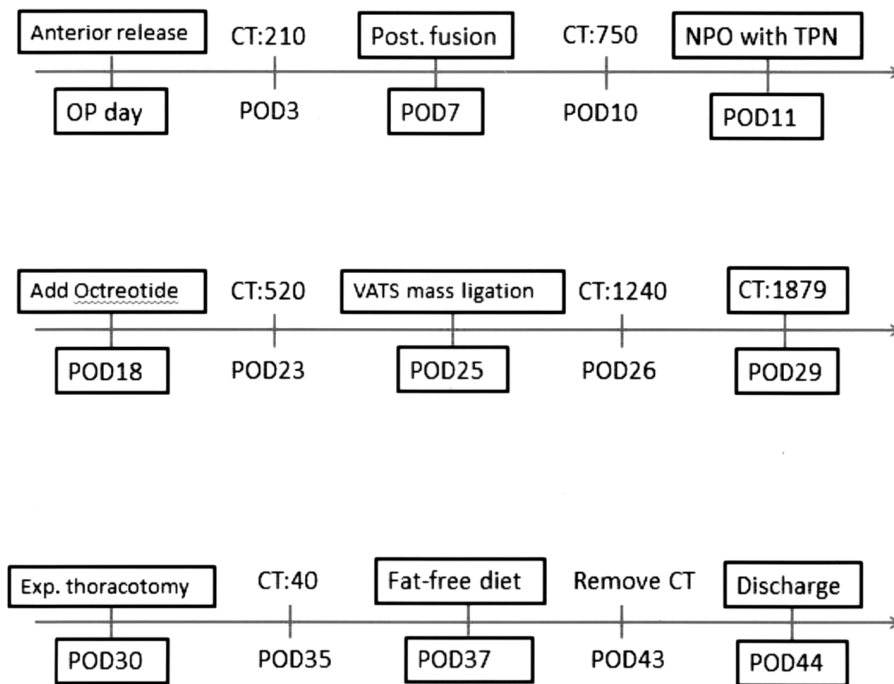 Anterior release CT:210 Post. fusion CT:750 NPO with TPN
OP day POD3 POD7 POD10 POD11
Add Octreotide CT:520 VATS mass ligation CT:1240 CT:1879
POD18 POD23 POD25 POD26 POD29
Exp. thoracotomy CT:40 Fat-free diet Remove CT Discharge
POD30 POD35 POD37 POD43 POD44